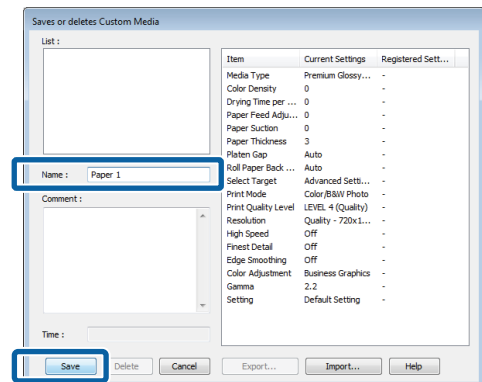 Saves or deletes Custom Media
List :
Item Current Settings Registered Sett...
Media Type Premium Glossy... -
Color Density 0 -
Drying Time per ... 0 -
Paper Feed Adju... 0 -
Paper Suction 0 -
Paper Thickness 3 -
Platen Gap Auto -
Roll Paper Back ... Auto -
Select Target Advanced Setti... -
Print Mode Color/B&W Photo -
Print Quality Level LEVEL 4 (Quality) -
Resolution Quality - 720x1... -
High Speed Off -
Finest Detail Off -
Edge Smoothing Off -
Color Adjustment Business Graphics -
Gamma 2.2 -
Setting Default Setting -
Name : Paper 1
Comment :
Time :
Save Delete Cancel Export... Import... Help